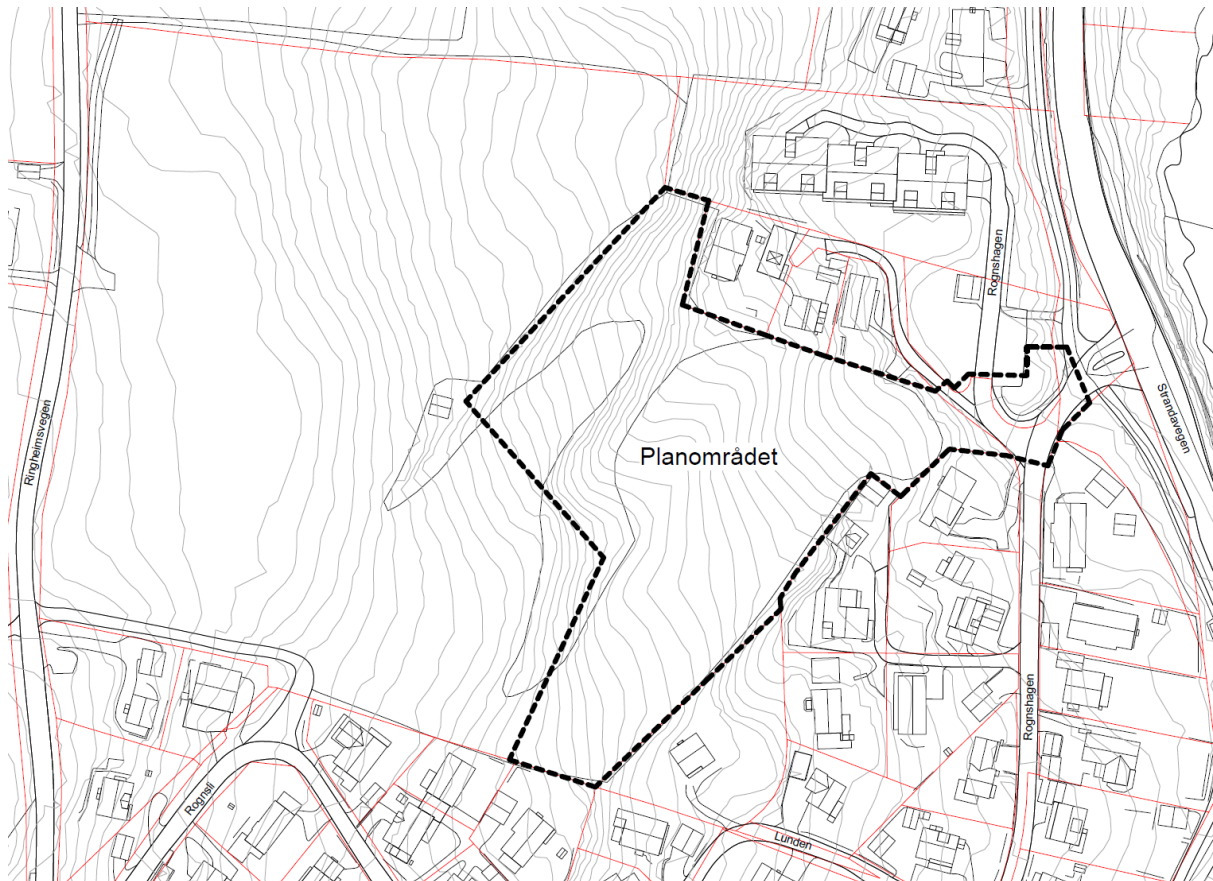 Rognshagen
Ringheimsvegen
Strandavegen
Planområdet
Rognshagen
Rognsli
Lunden